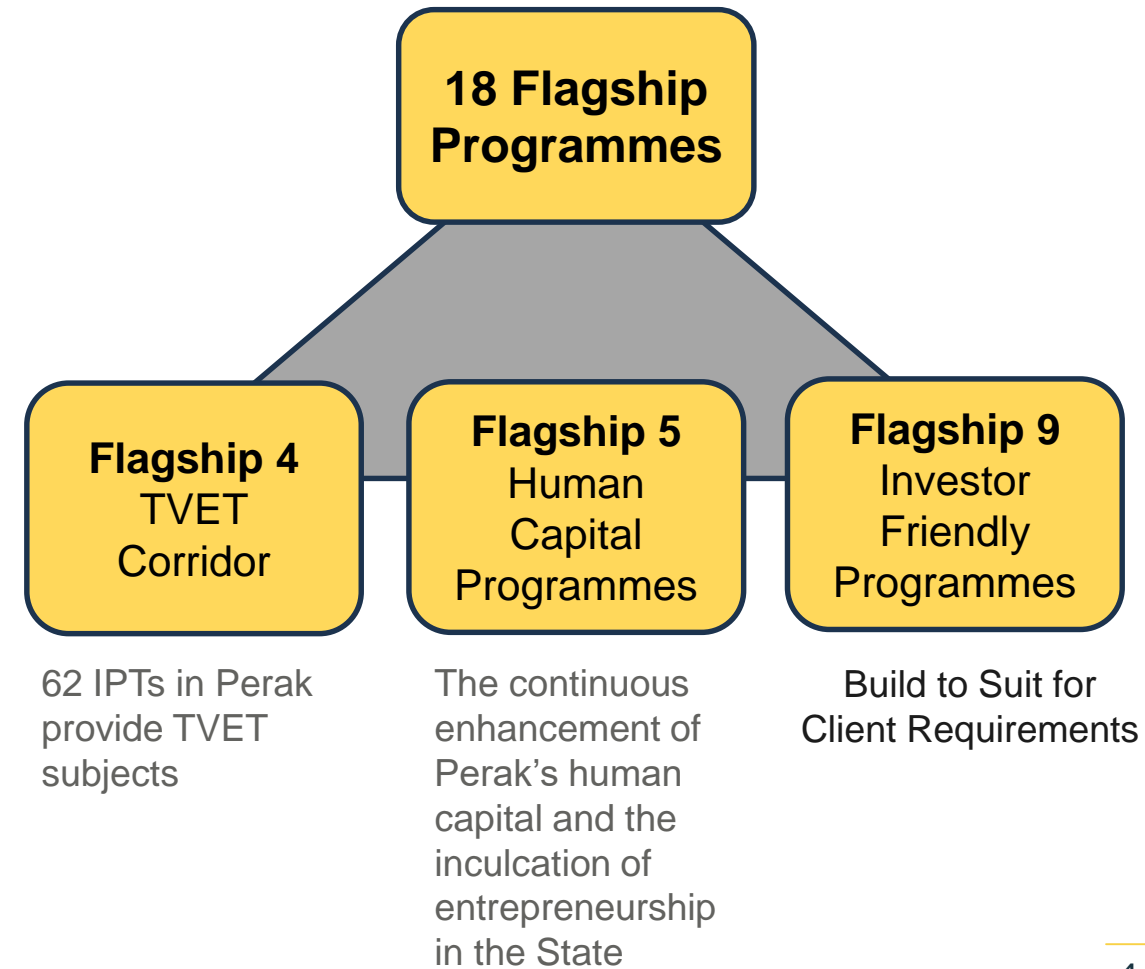 18 Flagship
Programmes
Flagship 4
TVET
Corridor
Flagship 5
Human
Capital
Programmes
Flagship 9
Investor
Friendly
Programmes
62 IPTs in Perak
provide TVET
subjects
The continuous
enhancement of
Perak’s human
capital and the
inculcation of
entrepreneurship
in the State
Build to Suit for
Client Requirements